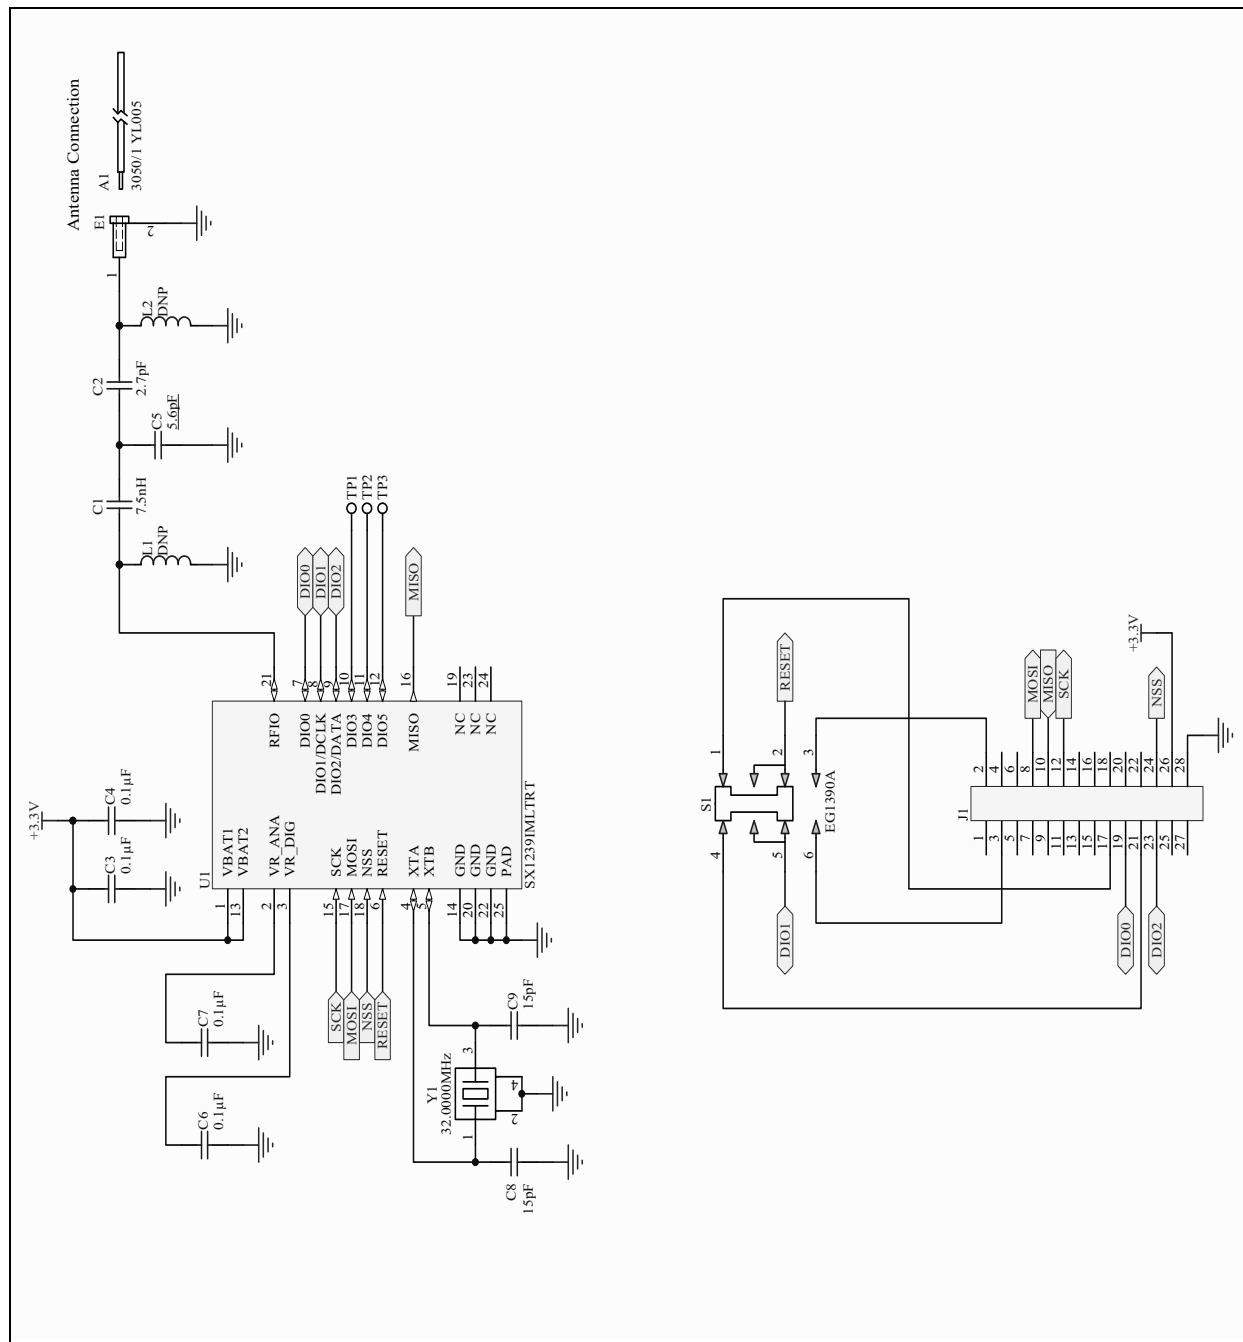 Antenna Connection
A1
3050/1 YL005
E1
1
2
L2
DNP
C2
2.7pF
C5
5.6pF
C1
7.5nH
L1
DNP
+3.3V
C4
0.1µF
C3
0.1µF
C7
0.1µF
C6
0.1µF
U1
SX1239IMLTRT
1 VBAT1
13 VBAT2
2 VR_ANA
3 VR_DIG
SCK 15 SCK
MOSI 17 MOSI
NSS 18 NSS
RESET 6 RESET
4 XTA
5 XTB
14 GND
20 GND
22 GND
25 PAD
RFIO 21
DIO0 7 DIO0
DIO1/DCLK 8 DIO1
DIO2/DATA 9 DIO2
DIO3 10 TP1
DIO4 11 TP2
DIO5 12 TP3
MISO 16 MISO
NC 19
NC 23
NC 24
Y1
32.0000MHz
1
3
2
4
C8
15pF
C9
15pF
S1
EG1390A
4
1
5
2
6
3
DIO1
RESET
J1
1 2
3 4
5 6
7 8 MOSI
9 10 MISO
11 12 SCK
13 14
15 16
17 18
DIO0 19 20
21 22
DIO2 23 24 NSS
25 26 +3.3V
27 28